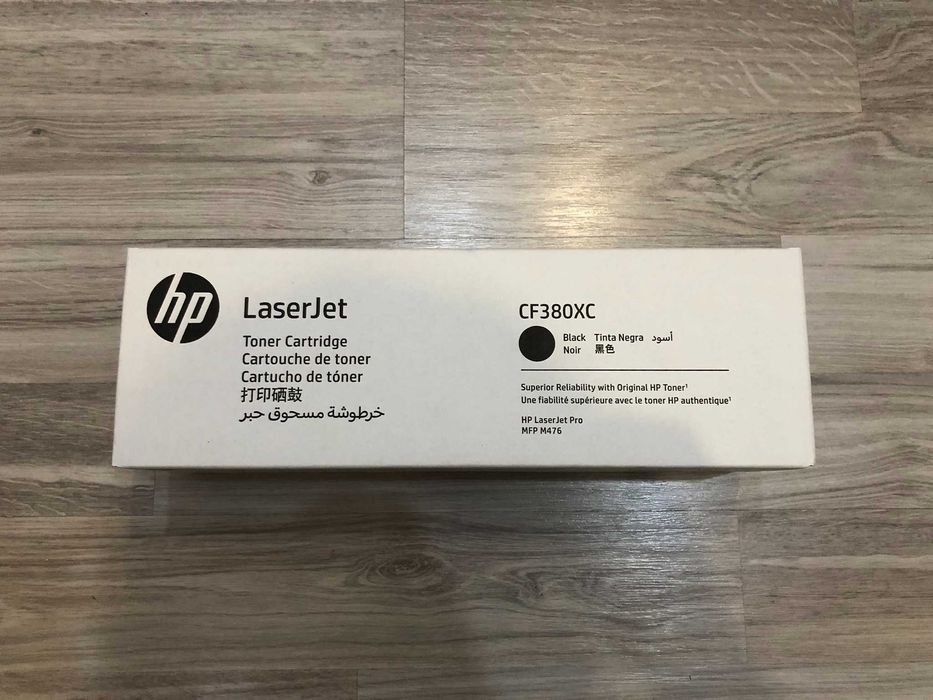 hp
LaserJet
Toner Cartridge
Cartouche de toner
Cartucho de tóner
打印硒鼓
خرطوشة مسحوق حبر
CF380XC
Black Tinta Negra أسود
Noir 黑色
Superior Reliability with Original HP Toner¹
Une fiabilité supérieure avec le toner HP authentique¹
HP LaserJet Pro
MFP M476